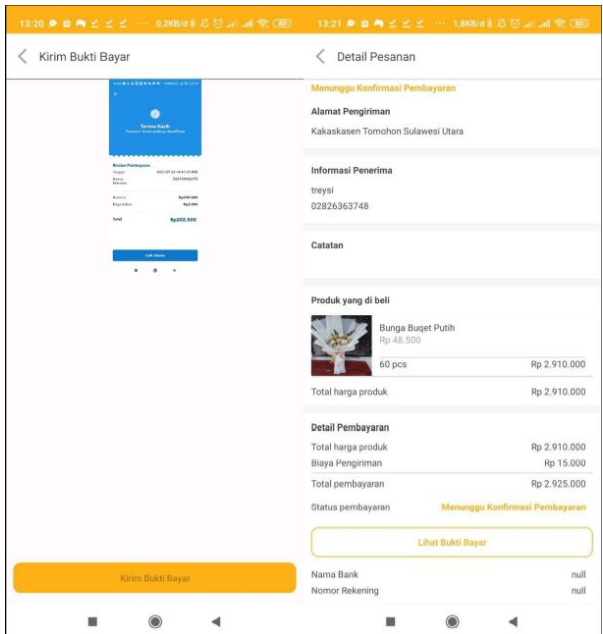 13:20 0,2KB/d
Kirim Bukti Bayar
Terima Kasih
Total Rp202,500
Kirim Bukti Bayar
13:21 1,8KB/d
Detail Pesanan
Menunggu Konfirmasi Pembayaran
Alamat Pengiriman
Kakaskasen Tomohon Sulawesi Utara
Informasi Penerima
treysi
02826363748
Catatan
Produk yang di beli
Bunga Buqet Putih
Rp 48.500
60 pcs Rp 2.910.000
Total harga produk Rp 2.910.000
Detail Pembayaran
Total harga produk Rp 2.910.000
Biaya Pengiriman Rp 15.000
Total pembayaran Rp 2.925.000
Status pembayaran Menunggu Konfirmasi Pembayaran
Lihat Bukti Bayar
Nama Bank null
Nomor Rekening null